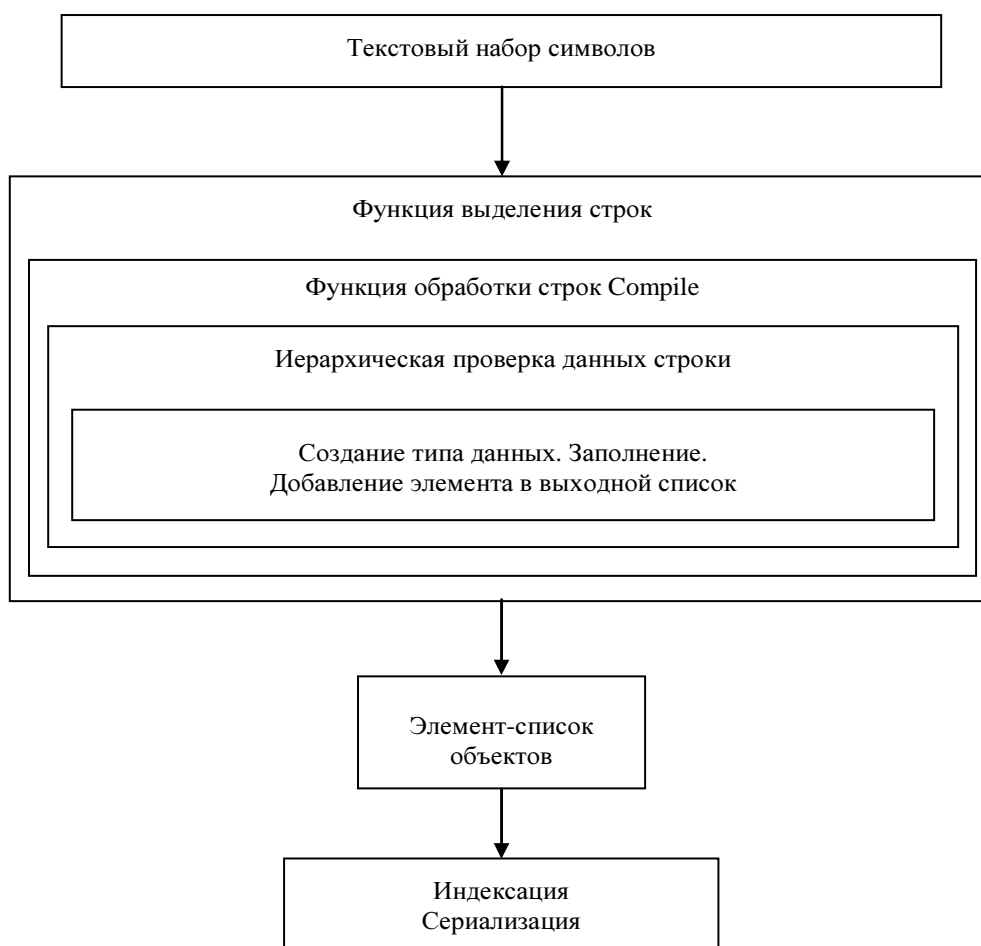 Текстовый набор символов
Функция выделения строк
Функция обработки строк Compile
Иерархическая проверка данных строки
Создание типа данных. Заполнение.
Добавление элемента в выходной список
Элемент-список
объектов
Индексация
Сериализация